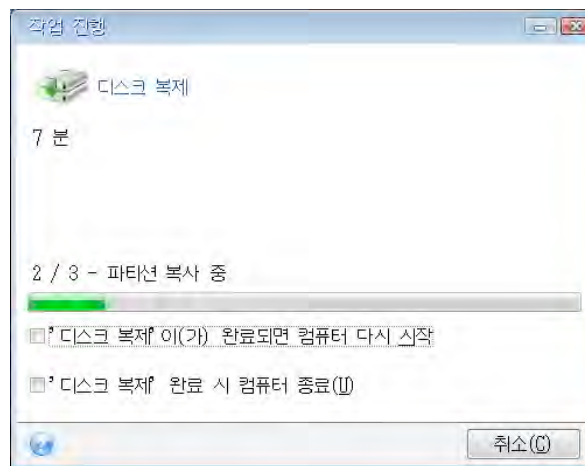 작업 진행
디스크 복제
7 분
2 / 3 - 파티션 복사 중
'디스크 복제' 이(가) 완료되면 컴퓨터 다시 시작
'디스크 복제' 완료 시 컴퓨터 종료(U)
취소(C)